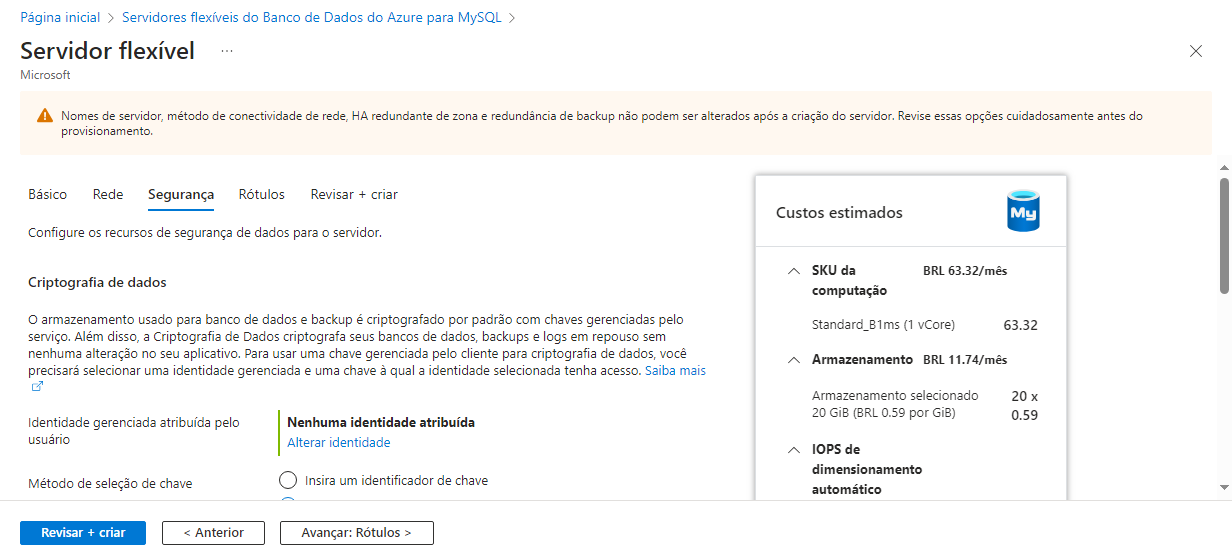 Página inicial > Servidores flexíveis do Banco de Dados do Azure para MySQL >
Servidor flexível ...
Microsoft
Nomes de servidor, método de conectividade de rede, HA redundante de zona e redundância de backup não podem ser alterados após a criação do servidor. Revise essas opções cuidadosamente antes do
provisionamento.
Básico Rede Segurança Rótulos Revisar + criar
Configure os recursos de segurança de dados para o servidor.
Criptografia de dados
O armazenamento usado para banco de dados e backup é criptografado por padrão com chaves gerenciadas pelo
serviço. Além disso, a Criptografia de Dados criptografa seus bancos de dados, backups e logs em repouso sem
nenhuma alteração no seu aplicativo. Para usar uma chave gerenciada pelo cliente para criptografia de dados, você
precisará selecionar uma identidade gerenciada e uma chave à qual a identidade selecionada tenha acesso. Saiba mais
Identidade gerenciada atribuída pelo
usuário
Nenhuma identidade atribuída
Alterar identidade
Método de seleção de chave
Insira um identificador de chave
Custos estimados
My
SKU da
computação
BRL 63.32/mês
Standard_B1ms (1 vCore) 63.32
Armazenamento BRL 11.74/mês
Armazenamento selecionado
20 GiB (BRL 0.59 por GiB)
20 x
0.59
IOPS de
dimensionamento
automático
Revisar + criar
< Anterior
Avançar: Rótulos >